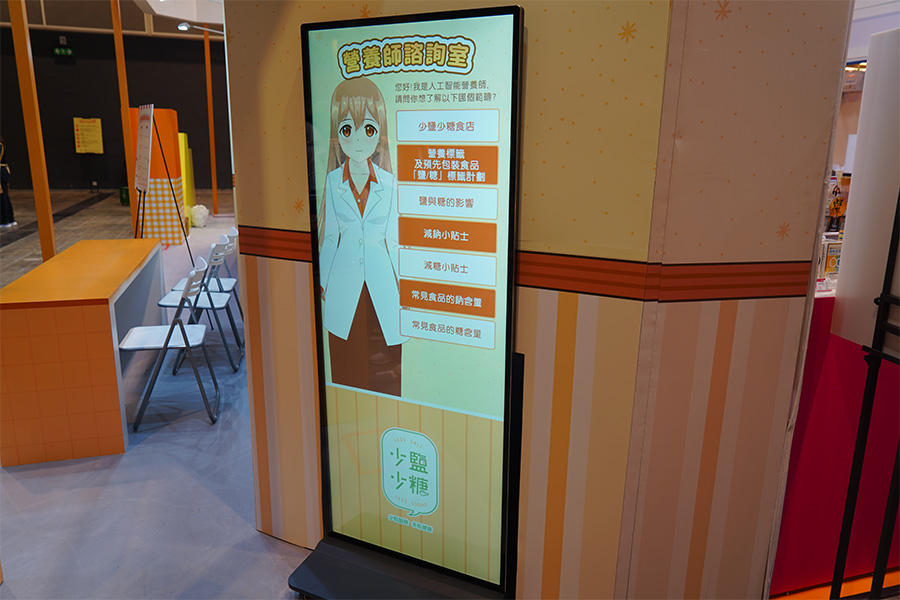 營養師諮詢室
您好！我是人工智能營養師，
請問你想了解以下哪個範疇？
少鹽少糖食店
營養標籤
及預先包裝食品
「鹽/糖」標籤計劃
鹽與糖的影響
減鈉小貼士
減糖小貼士
常見食品的鈉含量
常見食品的糖含量
LESS SALT
少鹽
少糖
LESS SUGAR